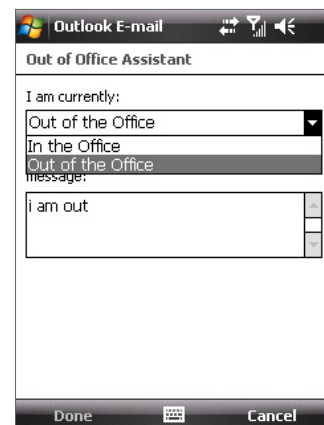 Outlook E-mail
Out of Office Assistant
I am currently:
Out of the Office
In the Office
Out of the Office
message:
i am out
Done
Cancel